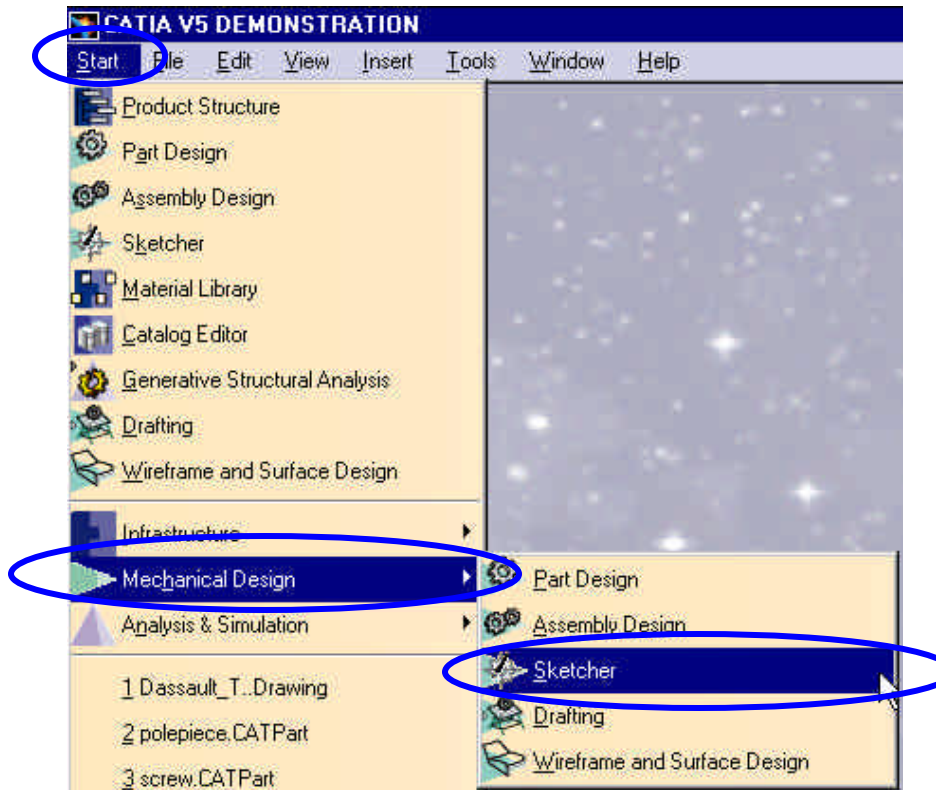 CATIA V5 DEMONSTRATION
Start File Edit View Insert Tools Window Help
Product Structure
Part Design
Assembly Design
Sketcher
Material Library
Catalog Editor
Generative Structural Analysis
Drafting
Wireframe and Surface Design
Infrastructure
Mechanical Design
Analysis & Simulation
1 Dassault_T..Drawing
2 polepiece.CATPart
3 screw.CATPart
Part Design
Assembly Design
Sketcher
Drafting
Wireframe and Surface Design